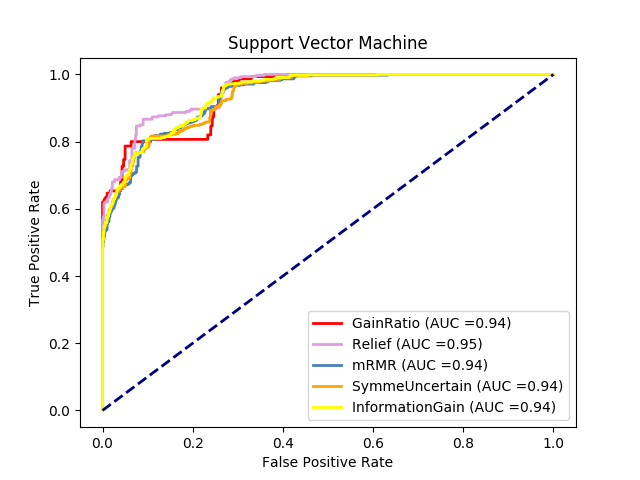 Support Vector Machine
1.0
0.8
0.6
0.4
0.2
0.0
True Positive Rate
GainRatio (AUC =0.94)
Relief (AUC =0.95)
mRMR (AUC =0.94)
SymmeUncertain (AUC =0.94)
InformationGain (AUC =0.94)
0.0 0.2 0.4 0.6 0.8 1.0
False Positive Rate